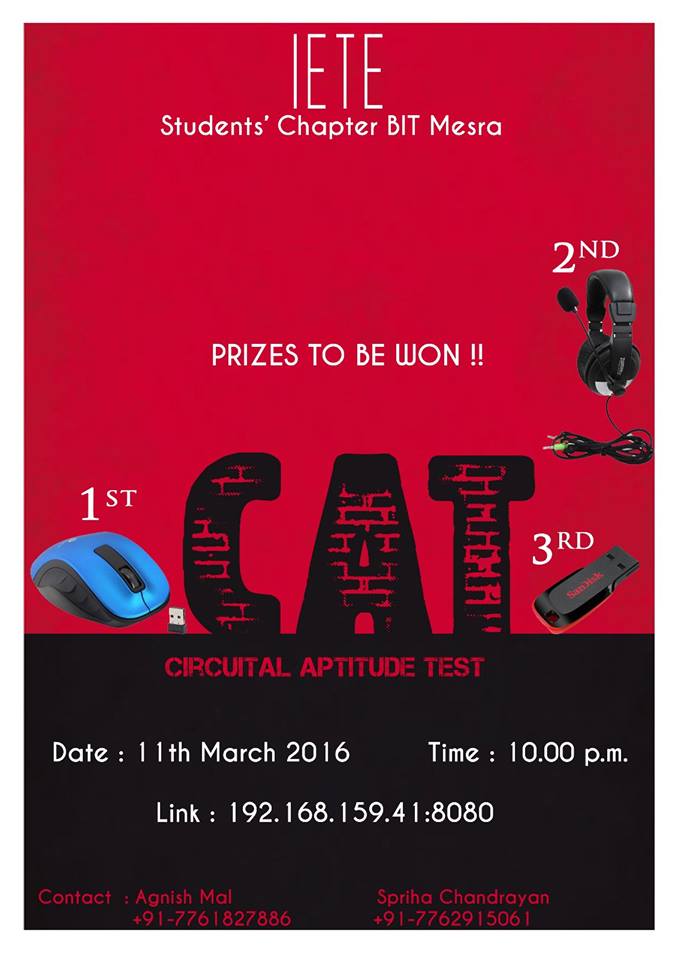 IETE
Students' Chapter BIT Mesra
2ND
PRIZES TO BE WON !!
1ST
CAT
3RD
SanDisk
CIRCUITAL APTITUDE TEST
Date : 11th March 2016 Time : 10.00 p.m.
Link : 192.168.159.41:8080
Contact : Agnish Mal Spriha Chandrayan
+91-7761827886 +91-7762915061